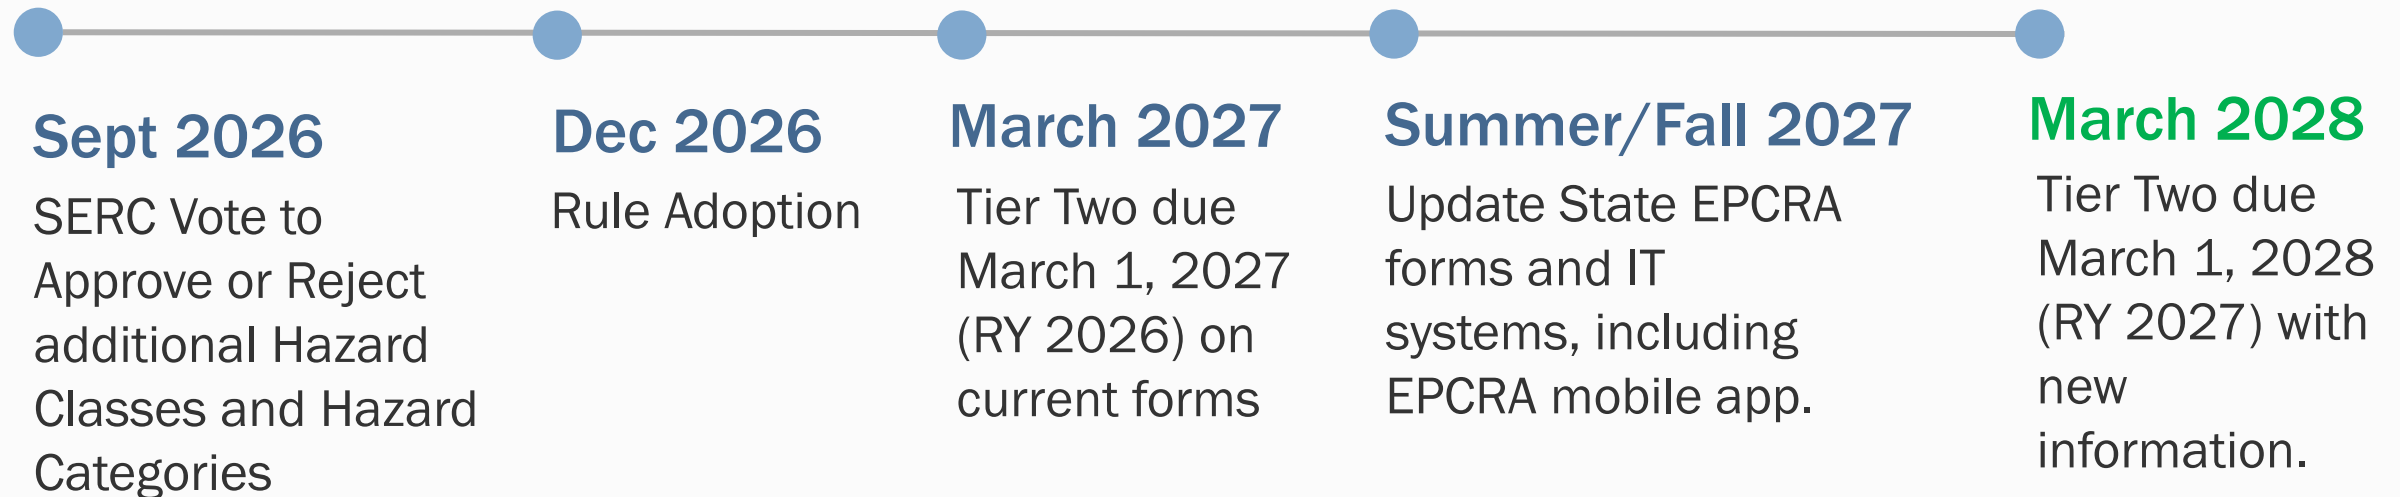 Sept 2026
SERC Vote to
Approve or Reject
additional Hazard
Classes and Hazard
Categories
Dec 2026
Rule Adoption
March 2027
Tier Two due
March 1, 2027
(RY 2026) on
current forms
Summer/Fall 2027
Update State EPCRA
forms and IT
systems, including
EPCRA mobile app.
March 2028
Tier Two due
March 1, 2028
(RY 2027) with
new
information.